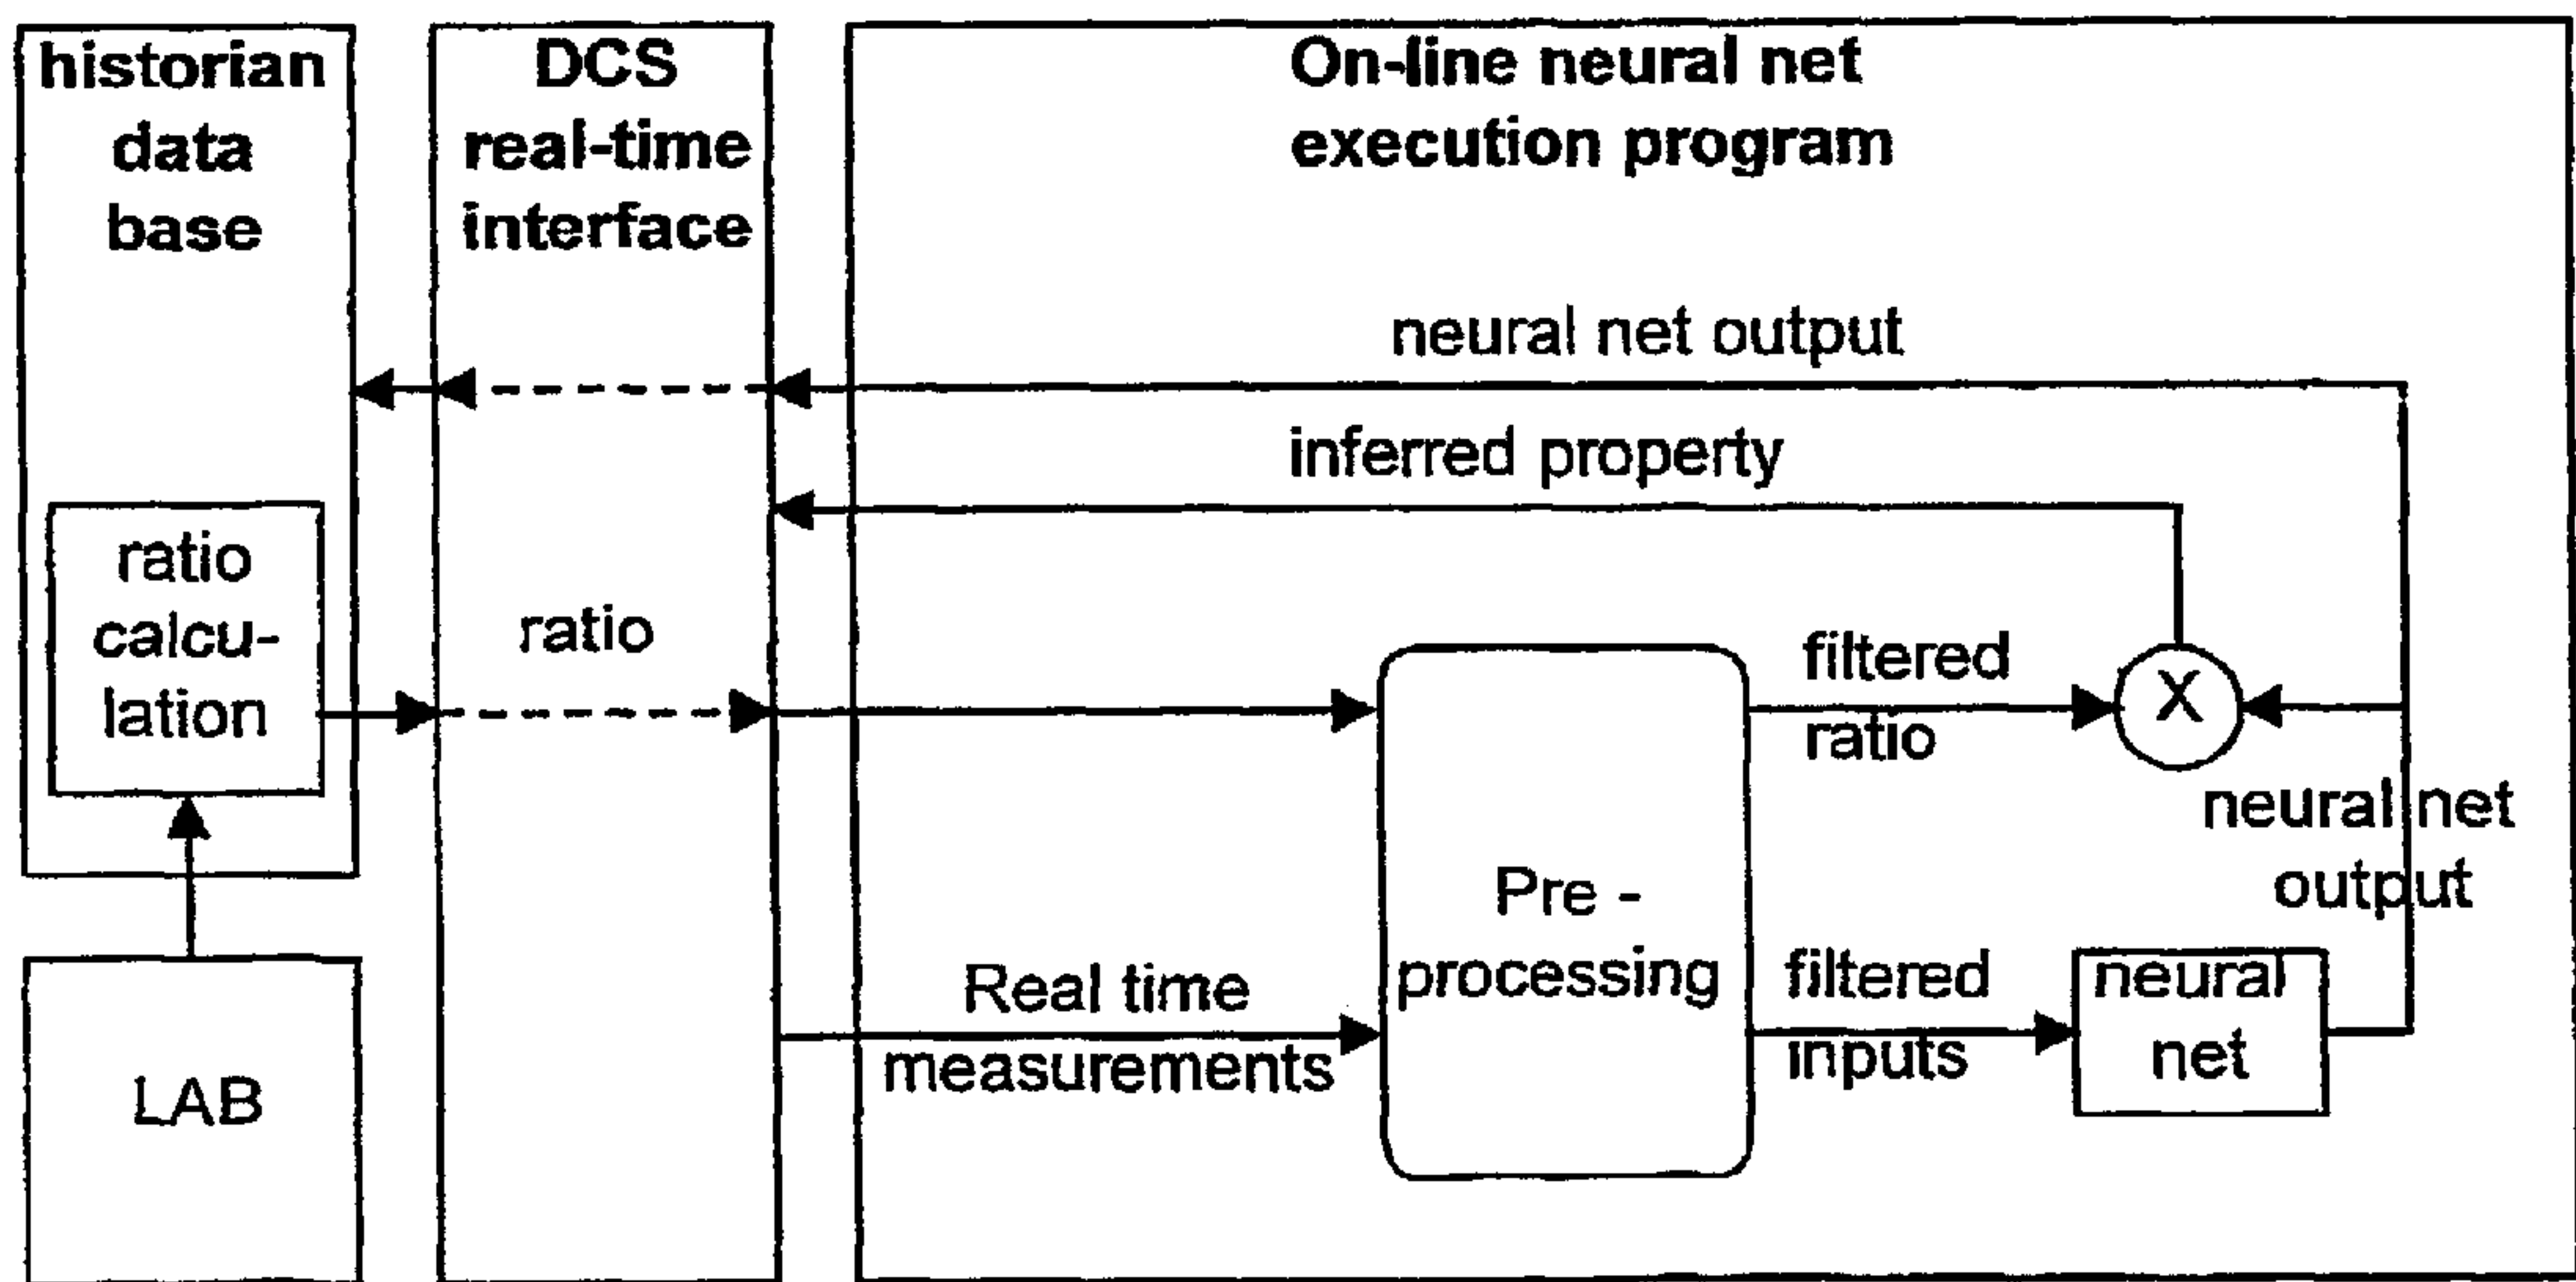 historian
data
base
DCS
real-time
interface
On-line neural net
execution program
neural net output
inferred property
ratio
calcu-
lation
ratio
filtered
ratio
X
neural net
output
Pre -
processing
Real time
measurements
filtered
inputs
neural
net
LAB